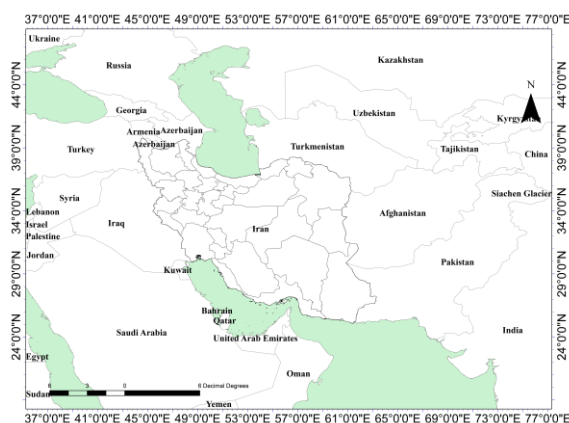 37°0'0"E 41°0'0"E 45°0'0"E 49°0'0"E 53°0'0"E 57°0'0"E 61°0'0"E 65°0'0"E 69°0'0"E 73°0'0"E 77°0'0"E
Ukraine
Russia
Kazakhstan
44°0'0"N
44°0'0"N
N
Georgia
Uzbekistan
Kyrgyzstan
Armenia
Azerbaijan
Azerbaijan
39°0'0"N
39°0'0"N
Turkey
Turkmenistan
Tajikistan
China
Syria
Siachen Glacier
34°0'0"N
34°0'0"N
Lebanon
Iraq
Iran
Afghanistan
Israel
Palestine
Jordan
Kuwait
Pakistan
29°0'0"N
29°0'0"N
Bahrain
Qatar
Saudi Arabia
United Arab Emirates
India
24°0'0"N
24°0'0"N
Egypt
Oman
0
6 Decimal Degrees
Sudan
Yemen
37°0'0"E 41°0'0"E 45°0'0"E 49°0'0"E 53°0'0"E 57°0'0"E 61°0'0"E 65°0'0"E 69°0'0"E 73°0'0"E 77°0'0"E